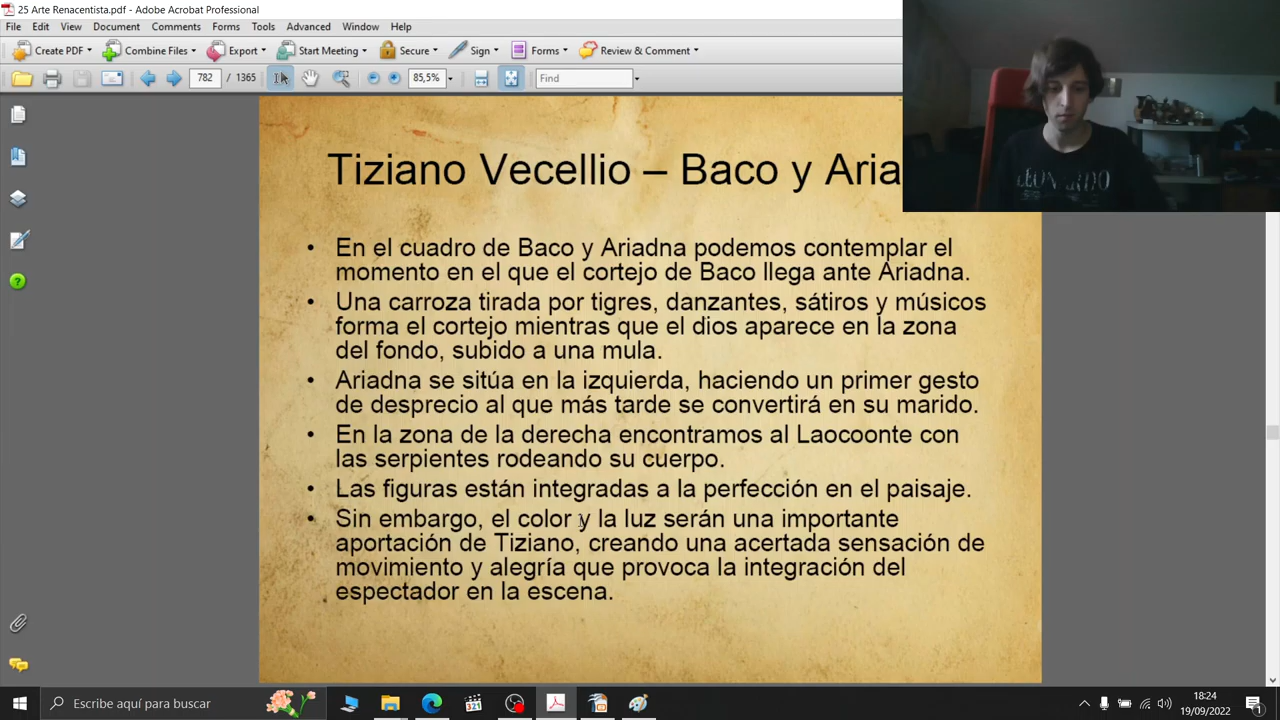 25 Arte Renacentista.pdf - Adobe Acrobat Professional
File Edit View Document Comments Forms Tools Advanced Window Help
Create PDF Combine Files Export Start Meeting Secure Sign Forms Review & Comment
782 / 1365 85,5% Find
LEONARDO
Tiziano Vecellio – Baco y Aria
• En el cuadro de Baco y Ariadna podemos contemplar el
momento en el que el cortejo de Baco llega ante Ariadna.
• Una carroza tirada por tigres, danzantes, sátiros y músicos
forma el cortejo mientras que el dios aparece en la zona
del fondo, subido a una mula.
• Ariadna se sitúa en la izquierda, haciendo un primer gesto
de desprecio al que más tarde se convertirá en su marido.
• En la zona de la derecha encontramos al Laocoonte con
las serpientes rodeando su cuerpo.
• Las figuras están integradas a la perfección en el paisaje.
• Sin embargo, el color y la luz serán una importante
aportación de Tiziano, creando una acertada sensación de
movimiento y alegría que provoca la integración del
espectador en la escena.
Escribe aquí para buscar
321
18:24
19/09/2022
1